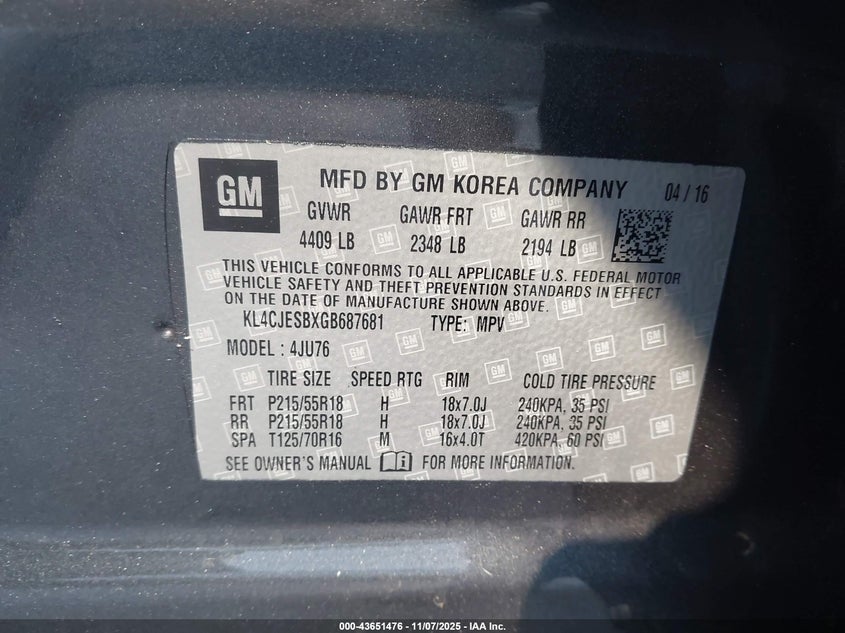 GM MFD BY GM KOREA COMPANY 04 / 16
GVWR GAWR FRT GAWR RR
4409 LB 2348 LB 2194 LB
THIS VEHICLE CONFORMS TO ALL APPLICABLE U.S. FEDERAL MOTOR
VEHICLE SAFETY AND THEFT PREVENTION STANDARDS IN EFFECT
ON THE DATE OF MANUFACTURE SHOWN ABOVE.
KL4CJESBXGB687681 TYPE: MPV
MODEL : 4JU76
TIRE SIZE SPEED RTG RIM COLD TIRE PRESSURE
FRT P215/55R18 H 18x7.0J 240KPA, 35 PSI
RR P215/55R18 H 18x7.0J 240KPA, 35 PSI
SPA T125/70R16 M 16x4.0T 420KPA, 60 PSI
SEE OWNER'S MANUAL FOR MORE INFORMATION.
000-43651476 - 11/07/2025 - IAA Inc.